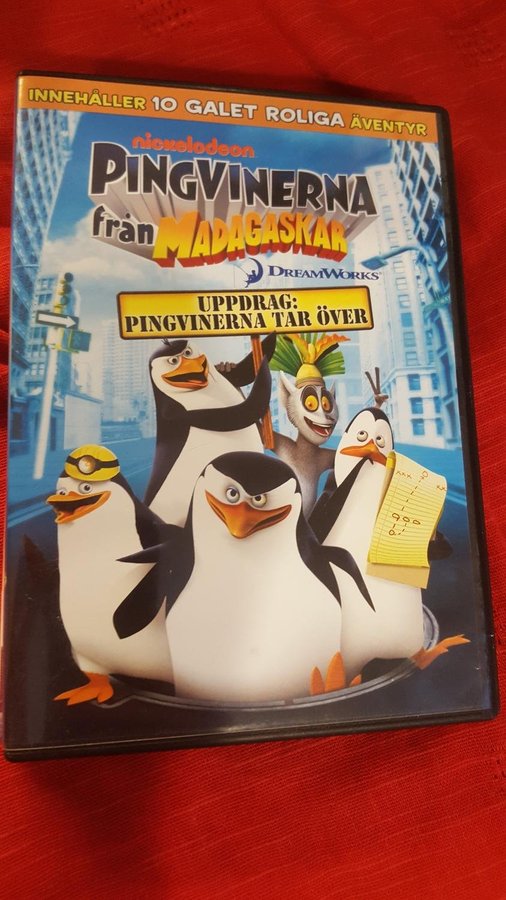 INNEHÅLLER 10 GALET ROLIGA ÄVENTYR
nickelodeon
PINGVINERNA
från MADAGASKAR
DREAMWORKS
UPPDRAG:
PINGVINERNA TAR ÖVER